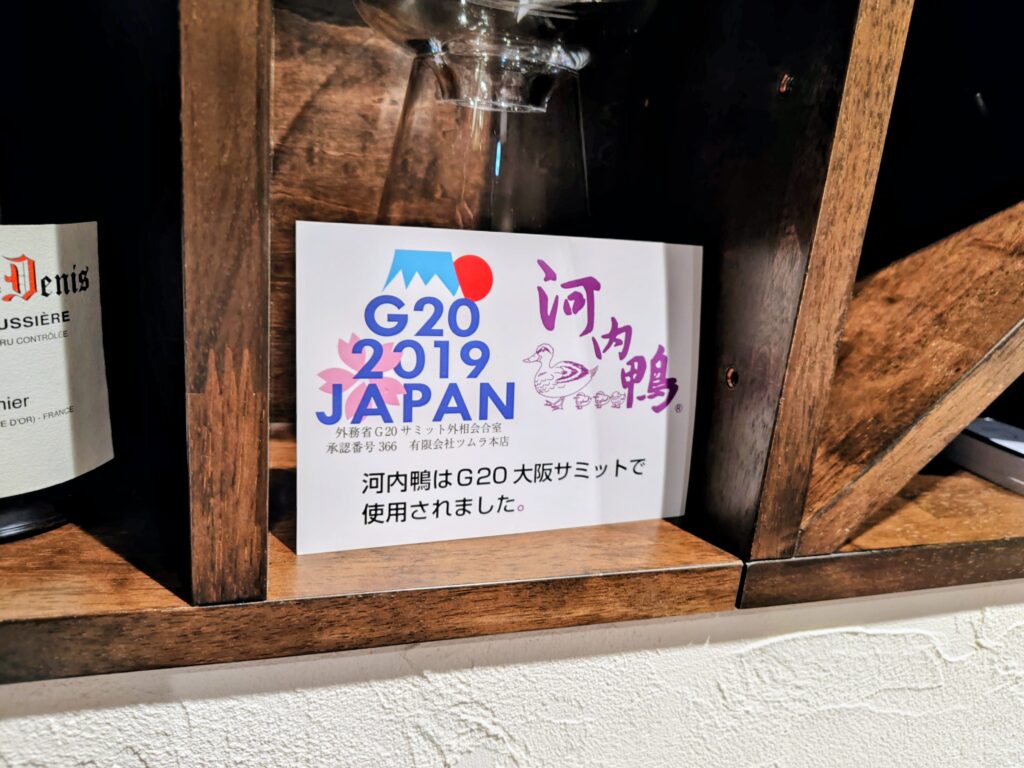 Denis
USSIÈRE
RU CONTRÔLÉE
nier
E D'OR) - FRANCE
G20
2019
JAPAN
外務省G20サミット外相会合室
承認番号366 有限会社ツムラ本店
河内鴨®
河内鴨はG20大阪サミットで
使用されました。